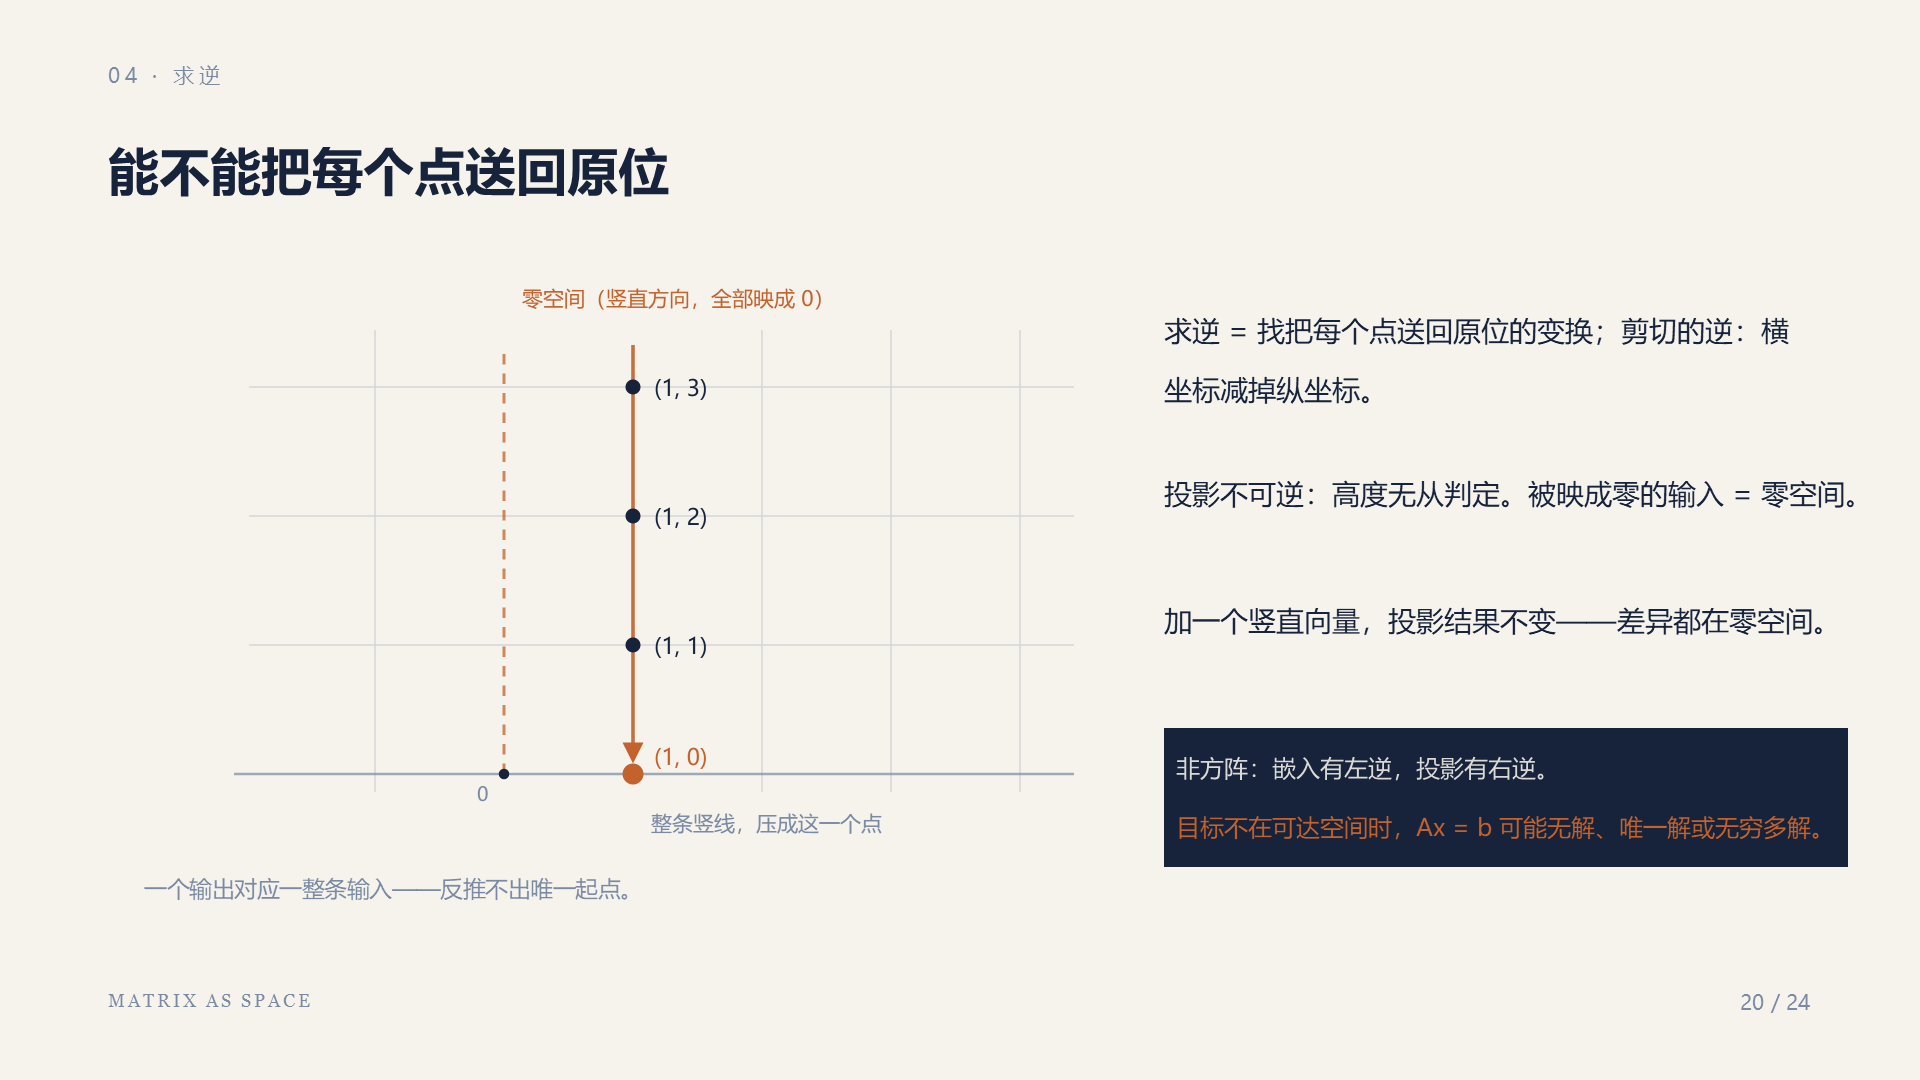 04 · 求逆
能不能把每个点送回原位
零空间（竖直方向，全部映成 0）
(1, 3)
(1, 2)
(1, 1)
(1, 0)
0
整条竖线，压成这一个点
一个输出对应一整条输入——反推不出唯一起点。
求逆 = 找把每个点送回原位的变换；剪切的逆：横
坐标减掉纵坐标。
投影不可逆：高度无从判定。被映成零的输入 = 零空间。
加一个竖直向量，投影结果不变——差异都在零空间。
非方阵：嵌入有左逆，投影有右逆。
目标不在可达空间时，Ax = b 可能无解、唯一解或无穷多解。
MATRIX AS SPACE
20 / 24